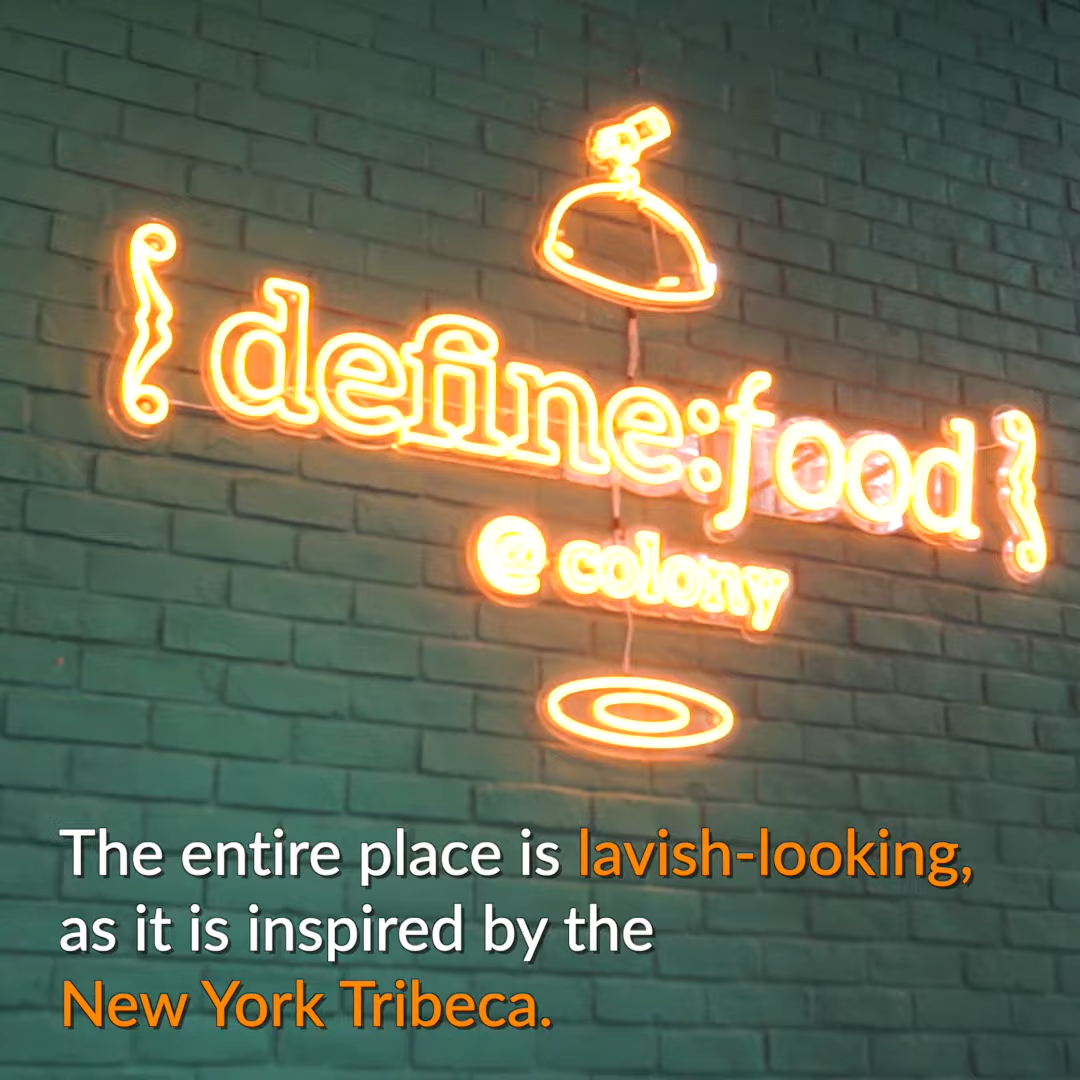 { define:food }
@ colony
The entire place is lavish-looking,
as it is inspired by the
New York Tribeca.